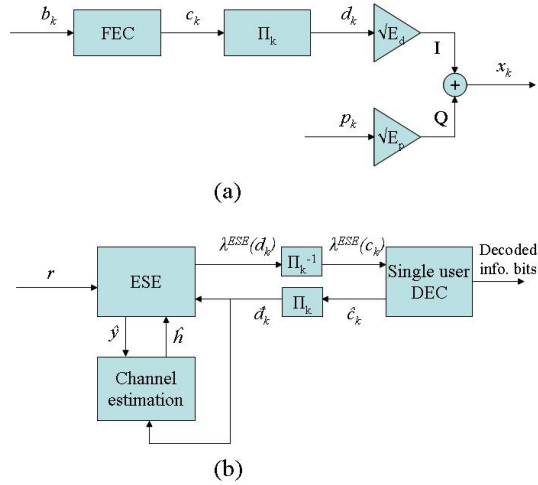 b_k
FEC
c_k
Π_k
d_k
√E_d
I
+
x_k
p_k
√E_p
Q
(a)
r
ESE
λ^ESE(d_k)
Π_k^-1
λ^ESE(c_k)
Single user
DEC
Decoded
info. bits
d̂_k
Π_k
ĉ_k
ŷ
ĥ
Channel
estimation
(b)